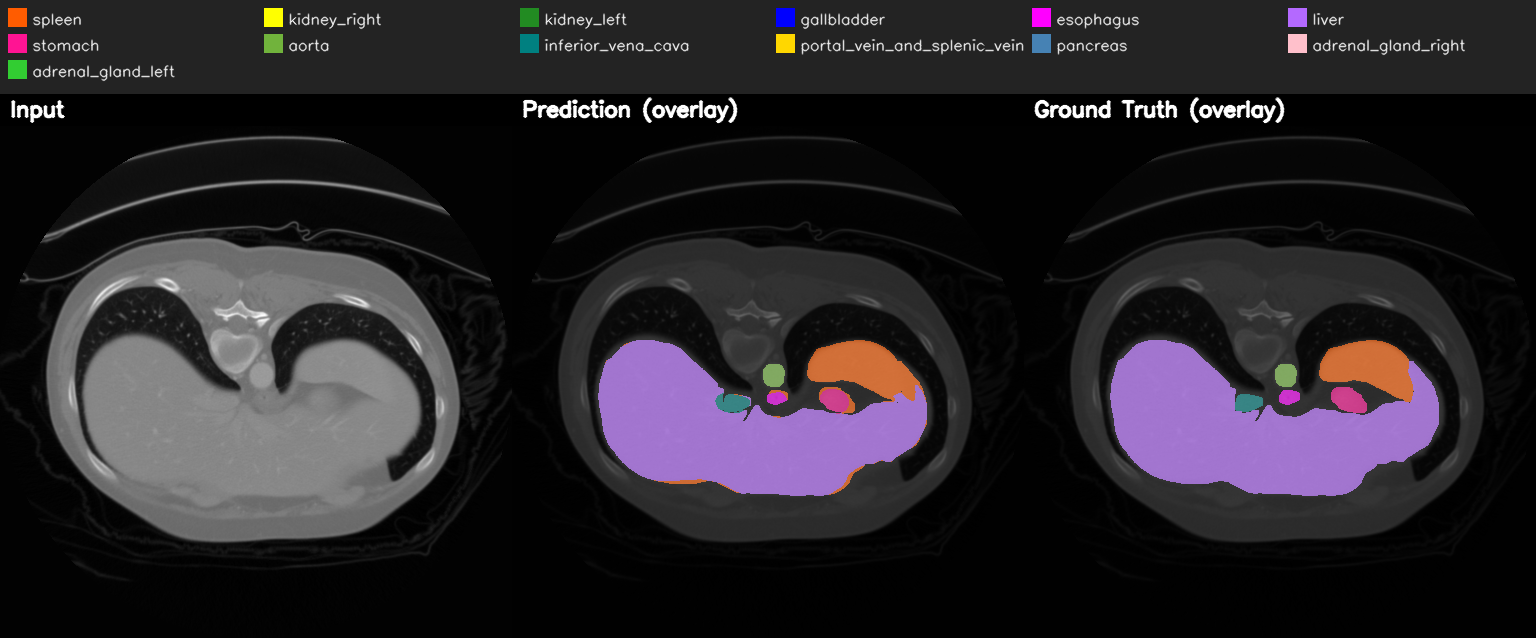 spleen kidney_right kidney_left gallbladder esophagus liver
stomach aorta inferior_vena_cava portal_vein_and_splenic_vein pancreas adrenal_gland_right
adrenal_gland_left
Input Prediction (overlay) Ground Truth (overlay)